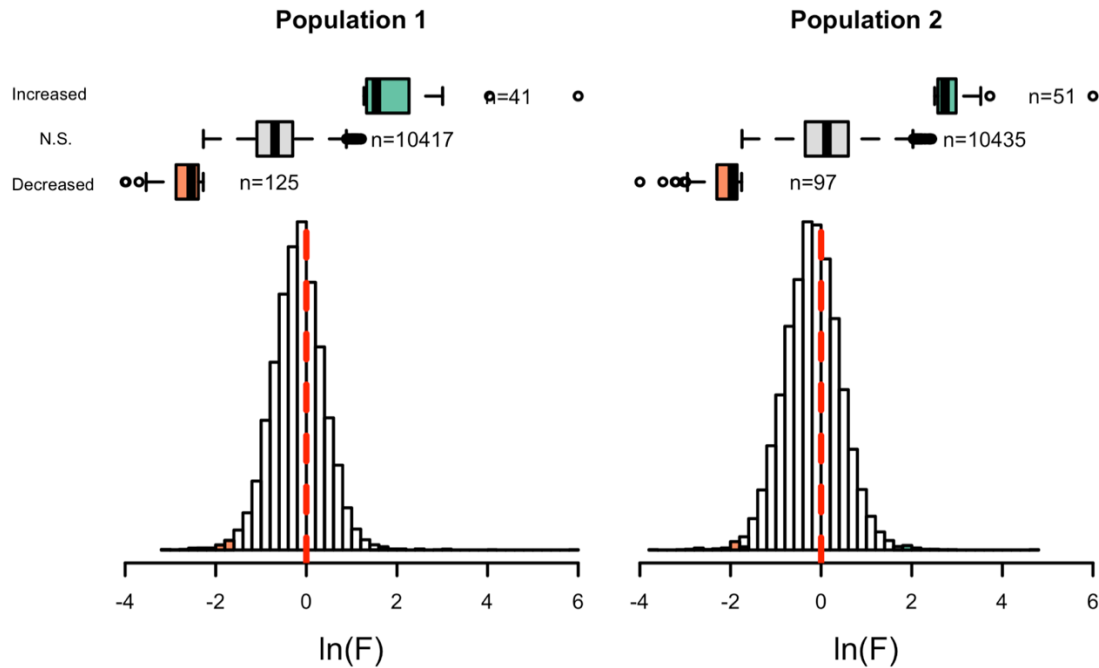 Population 1
Population 2
Increased
n=41
n=51
N.S.
n=10417
n=10435
Decreased
n=125
n=97
-4 -2 0 2 4 6
-4 -2 0 2 4 6
ln(F)
ln(F)